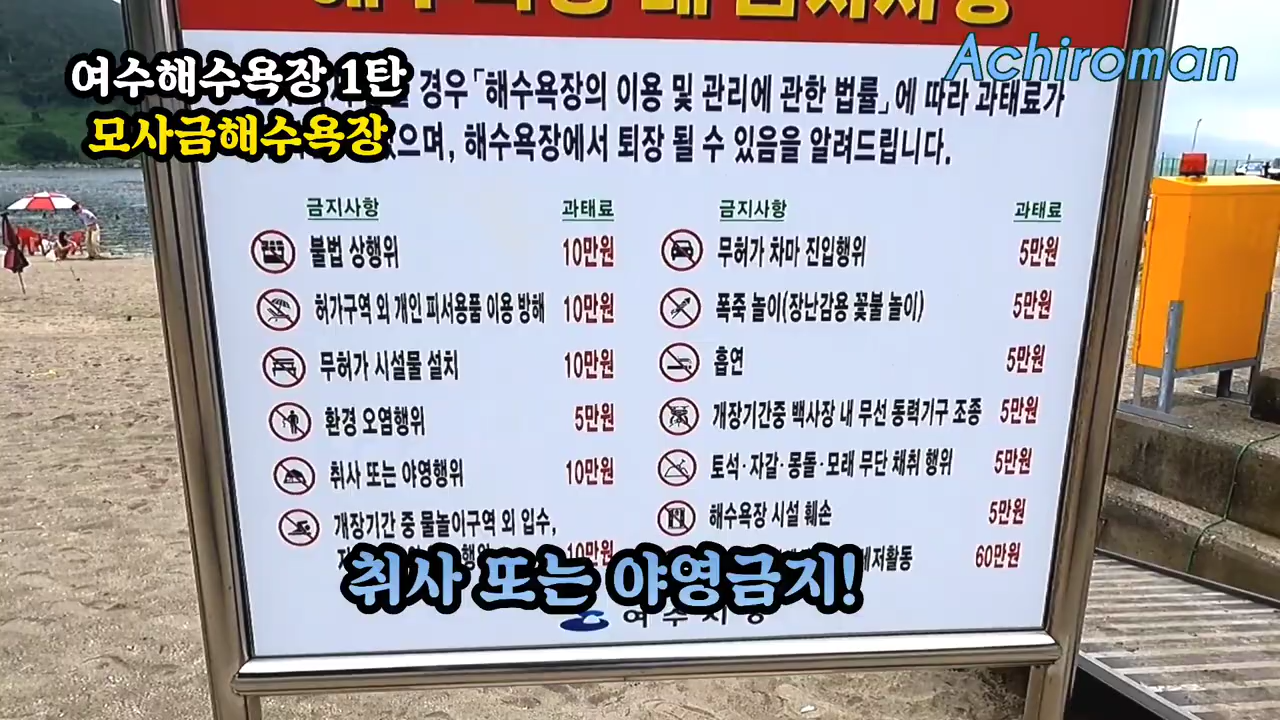 Achiroman
여수해수욕장 1탄
모사금해수욕장
경우「해수욕장의 이용 및 관리에 관한 법률」에 따라 과태료가
있으며, 해수욕장에서 퇴장 될 수 있음을 알려드립니다.
금지사항 과태료
불법 상행위 10만원
허가구역 외 개인 피서용품 이용 방해 10만원
무허가 시설물 설치 10만원
환경 오염행위 5만원
취사 또는 야영행위 10만원
개장기간 중 물놀이구역 외 입수,
10만원
금지사항 과태료
무허가 차마 진입행위 5만원
폭죽 놀이(장난감용 꽃불 놀이) 5만원
흡연 5만원
개장기간중 백사장 내 무선 동력기구 조종 5만원
토석·자갈·몽돌·모래 무단 채취 행위 5만원
해수욕장 시설 훼손 5만원
레저활동 60만원
취사 또는 야영금지!
여수시장